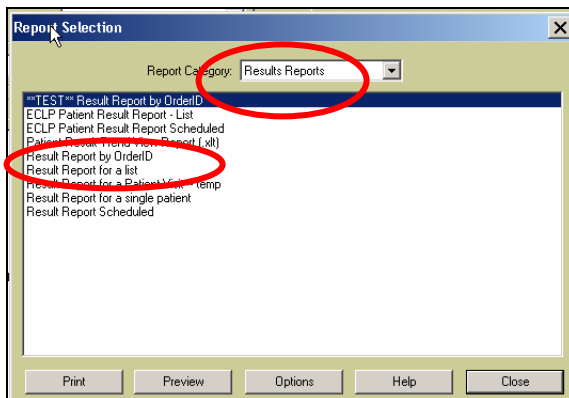 Report Selection
Report Category: Results Reports
**TEST** Result Report by OrderID
ECLP Patient Result Report - List
ECLP Patient Result Report Scheduled
Patient Result Trend View Report (.xlt)
Result Report by OrderID
Result Report for a list
Result Report for a Patient Visit - temp
Result Report for a single patient
Result Report Scheduled
Print Preview Options Help Close